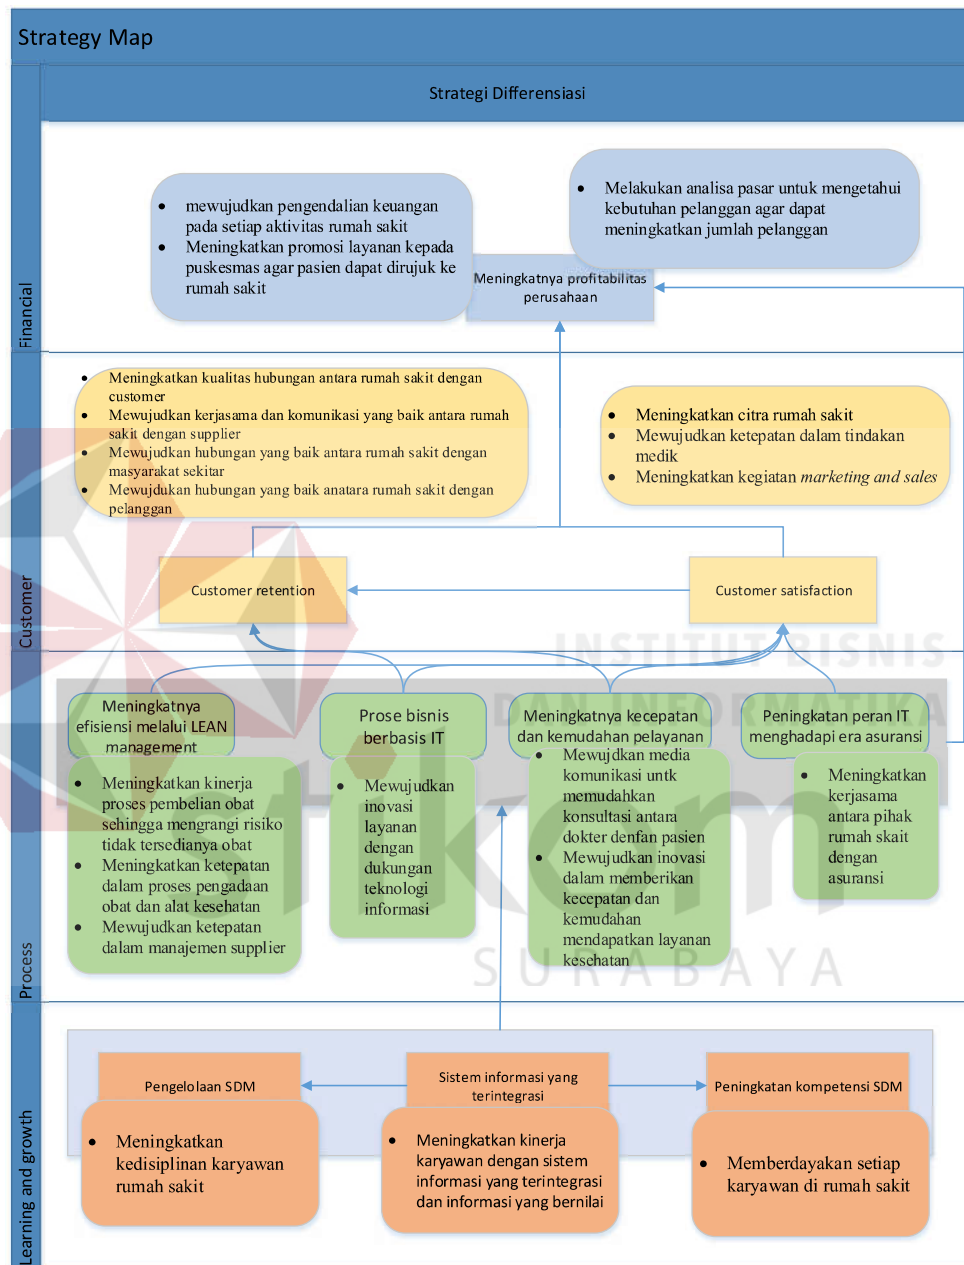 Strategy Map
Strategi Differensiasi
Financial
mewujudkan pengendalian keuangan
pada setiap aktivitas rumah sakit
Meningkatkan promosi layanan kepada
puskesmas agar pasien dapat dirujuk ke
rumah sakit
Melakukan analisa pasar untuk mengetahui
kebutuhan pelanggan agar dapat
meningkatkan jumlah pelanggan
Meningkatnya profitabilitas
perusahaan
Customer
Meningkatkan kualitas hubungan antara rumah sakit dengan
customer
Mewujudkan kerjasama dan komunikasi yang baik antara rumah
sakit dengan supplier
Mewujudkan hubungan yang baik antara rumah sakit dengan
masyarakat sekitar
Mewujdukan hubungan yang baik anatara rumah sakit dengan
pelanggan
Meningkatkan citra rumah sakit
Mewujudkan ketepatan dalam tindakan
medik
Meningkatkan kegiatan marketing and sales
Customer retention
Customer satisfaction
INSTITUT BISNIS
DAN INFORMATIKA
stikom
SURABAYA
Process
Meningkatnya
efisiensi melalui LEAN
management
Meningkatkan kinerja
proses pembelian obat
sehingga mengrangi risiko
tidak tersedianya obat
Meningkatkan ketepatan
dalam proses pengadaan
obat dan alat kesehatan
Mewujudkan ketepatan
dalam manajemen supplier
Prose bisnis
berbasis IT
Mewujudkan
inovasi
layanan
dengan
dukungan
teknologi
informasi
Meningkatnya kecepatan
dan kemudahan pelayanan
Mewujdkan media
komunikasi untk
memudahkan
konsultasi antara
dokter denfan pasien
Mewujudkan inovasi
dalam memberikan
kecepatan dan
kemudahan
mendapatkan layanan
kesehatan
Peningkatan peran IT
menghadapi era asuransi
Meningkatkan
kerjasama
antara pihak
rumah skait
dengan
asuransi
Learning and growth
Pengelolaan SDM
Meningkatkan
kedisiplinan karyawan
rumah sakit
Sistem informasi yang
terintegrasi
Meningkatkan kinerja
karyawan dengan sistem
informasi yang terintegrasi
dan informasi yang bernilai
Peningkatan kompetensi SDM
Memberdayakan setiap
karyawan di rumah sakit